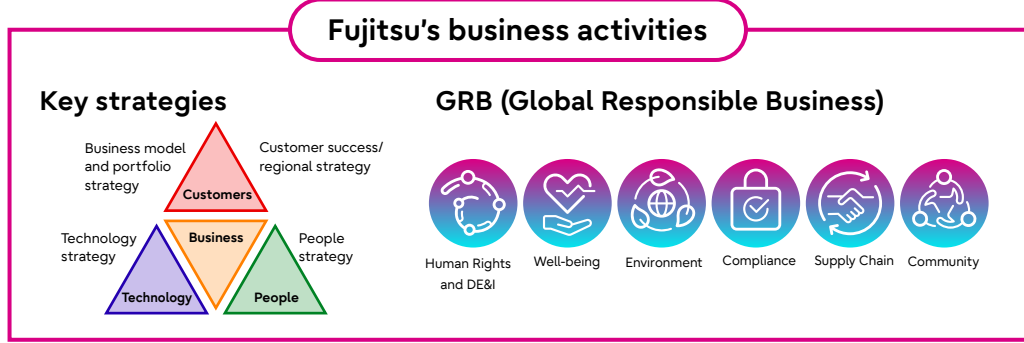 Fujitsu's business activities
Key strategies
Business model
and portfolio
strategy
Customer success/
regional strategy
Customers
Technology
strategy
Business
People
strategy
Technology
People
GRB (Global Responsible Business)
Human Rights
and DE&I
Well-being
Environment
Compliance
Supply Chain
Community